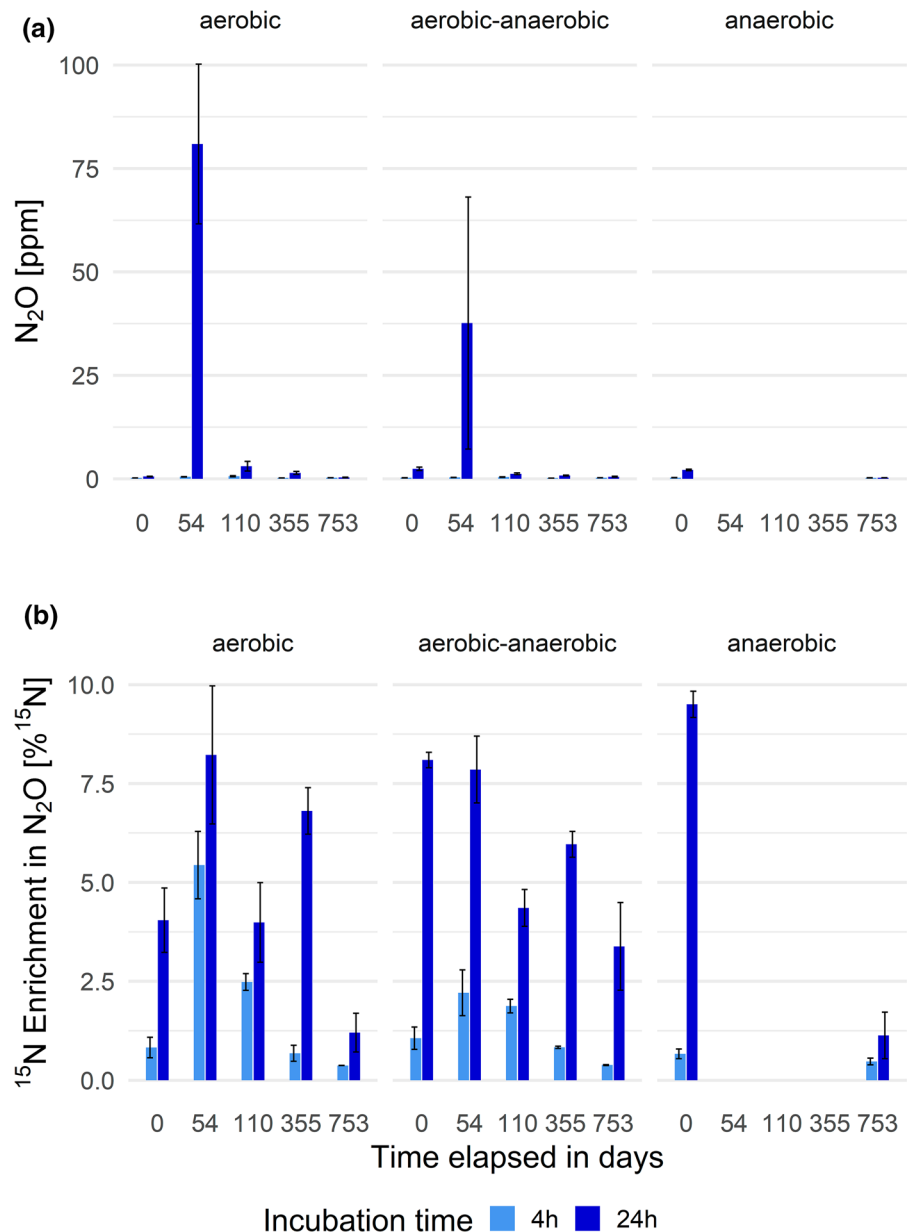 (a)
aerobic aerobic-anaerobic anaerobic
100
75
50
25
0
N₂O [ppm]
0 54 110 355 753 0 54 110 355 753 0 54 110 355 753
(b)
aerobic aerobic-anaerobic anaerobic
10.0
7.5
5.0
2.5
0.0
¹⁵N Enrichment in N₂O [% ¹⁵N]
0 54 110 355 753 0 54 110 355 753 0 54 110 355 753
Time elapsed in days
Incubation time 4h 24h